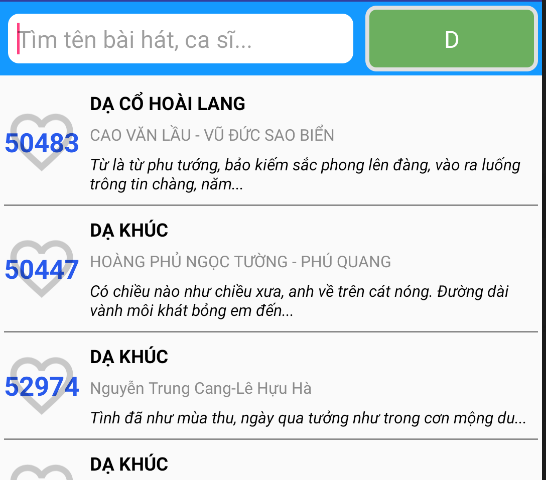 Tìm tên bài hát, ca sĩ...
D
DẠ CỔ HOÀI LANG
50483
CAO VĂN LẦU - VŨ ĐỨC SAO BIỂN
Từ là từ phu tướng, báo kiếm sắc phong lên đàng, vào ra luống
trông tin chàng, năm...
DẠ KHÚC
50447
HOÀNG PHỦ NGỌC TƯỜNG - PHÚ QUANG
Có chiều nào như chiều xưa, anh về trên cát nóng. Đường dài
vành môi khát bỏng em đến...
DẠ KHÚC
52974
Nguyễn Trung Cang-Lê Hựu Hà
Tình đã như mùa thu, ngày qua tưởng như trong cơn mộng du...
DẠ KHÚC